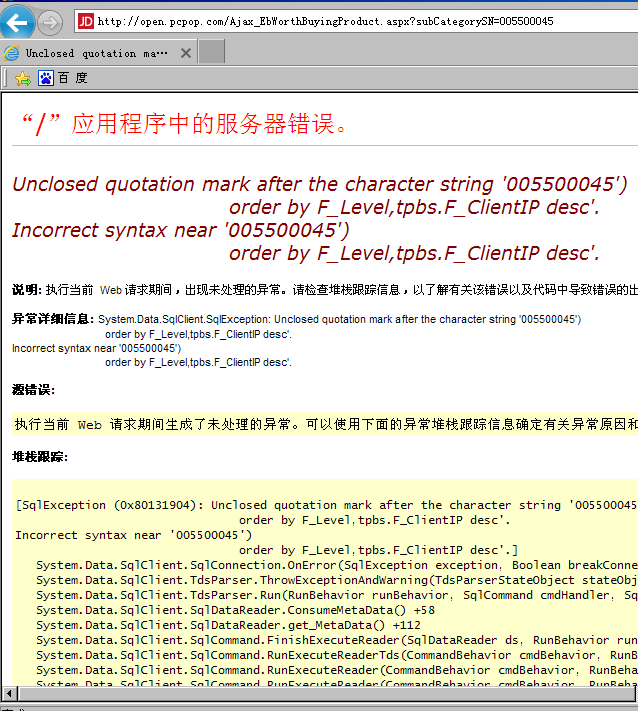 http://open.pcpop.com/Ajax_EbWorthBuyingProduct.aspx?subCategorySN=005500045
Unclosed quotation ma...
百度
“/”应用程序中的服务器错误。
Unclosed quotation mark after the character string '005500045')
order by F_Level,tpbs.F_ClientIP desc'.
Incorrect syntax near '005500045')
order by F_Level,tpbs.F_ClientIP desc'.
说明: 执行当前 Web 请求期间，出现未处理的异常。请检查堆栈跟踪信息，以了解有关该错误以及代码中导致错误的出
异常详细信息: System.Data.SqlClient.SqlException: Unclosed quotation mark after the character string '005500045')
order by F_Level,tpbs.F_ClientIP desc'.
Incorrect syntax near '005500045')
order by F_Level,tpbs.F_ClientIP desc'.
源错误:
执行当前 Web 请求期间生成了未处理的异常。可以使用下面的异常堆栈跟踪信息确定有关异常原因和
堆栈跟踪:
[SqlException (0x80131904): Unclosed quotation mark after the character string '005500045
order by F_Level,tpbs.F_ClientIP desc'.
Incorrect syntax near '005500045')
order by F_Level,tpbs.F_ClientIP desc'.]
System.Data.SqlClient.SqlConnection.OnError(SqlException exception, Boolean breakConne
System.Data.SqlClient.TdsParser.ThrowExceptionAndWarning(TdsParserStateObject stateObj
System.Data.SqlClient.TdsParser.Run(RunBehavior runBehavior, SqlCommand cmdHandler, Sq
System.Data.SqlClient.SqlDataReader.ConsumeMetaData() +58
System.Data.SqlClient.SqlDataReader.get_MetaData() +112
System.Data.SqlClient.SqlCommand.FinishExecuteReader(SqlDataReader ds, RunBehavior run
System.Data.SqlClient.SqlCommand.RunExecuteReaderTds(CommandBehavior cmdBehavior, RunB
System.Data.SqlClient.SqlCommand.RunExecuteReader(CommandBehavior cmdBehavior, RunBeha
System.Data.SqlClient.SqlCommand.RunExecuteReader(CommandBehavior cmdBehavior, RunBeha